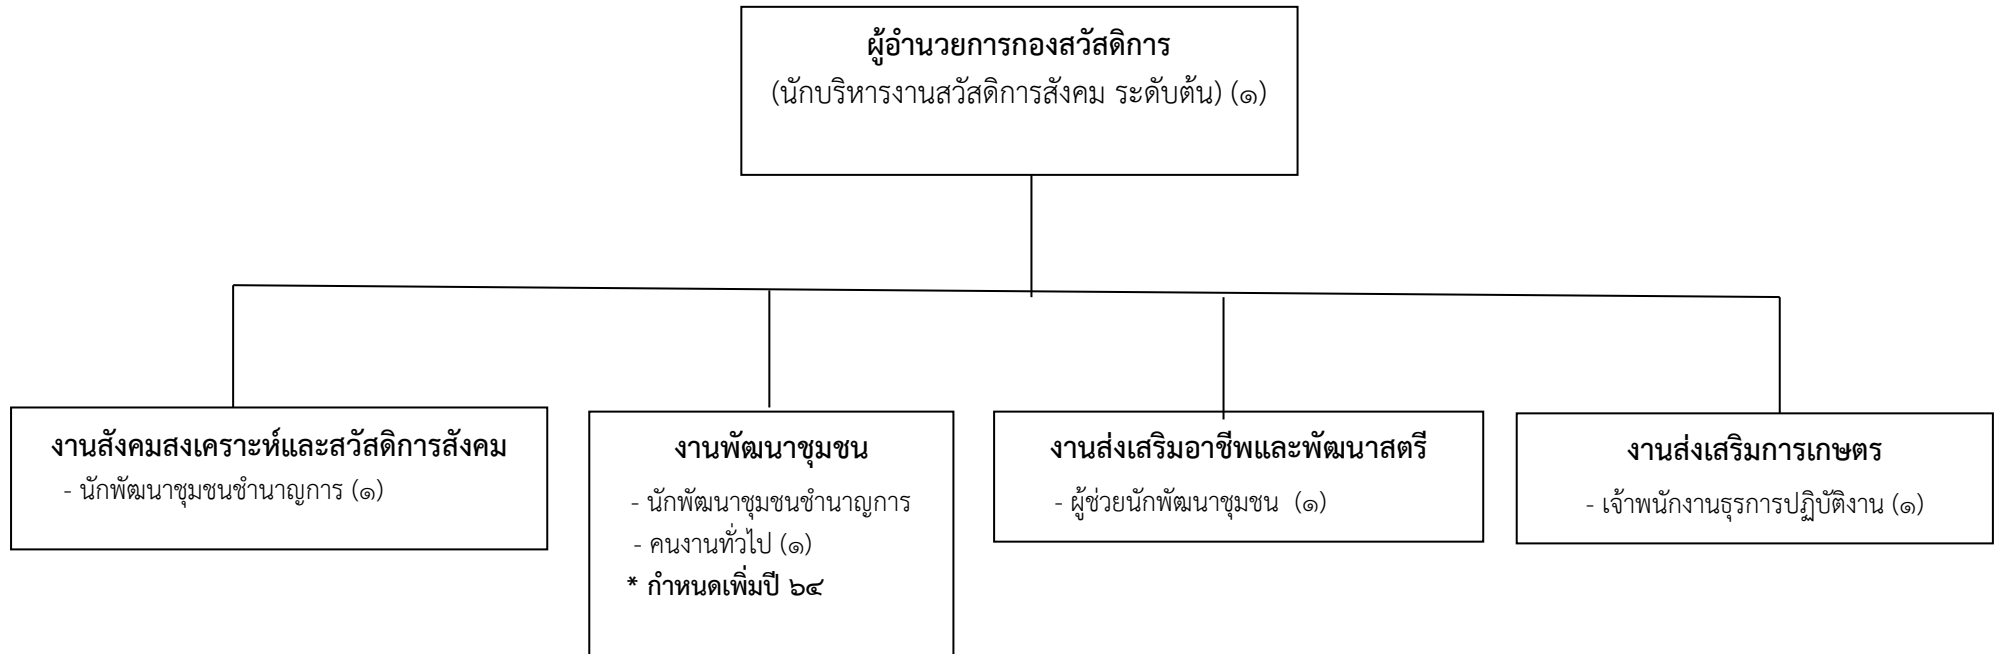 ผู้อำนวยการกองสวัสดิการ
(นักบริหารงานสวัสดิการสังคม ระดับต้น) (๑)
งานสังคมสงเคราะห์และสวัสดิการสังคม
- นักพัฒนาชุมชนชำนาญการ (๑)
งานพัฒนาชุมชน
- นักพัฒนาชุมชนชำนาญการ
- คนงานทั่วไป (๑)
* กำหนดเพิ่มปี ๖๔
งานส่งเสริมอาชีพและพัฒนาสตรี
- ผู้ช่วยนักพัฒนาชุมชน (๑)
งานส่งเสริมการเกษตร
- เจ้าพนักงานธุรการปฏิบัติงาน (๑)